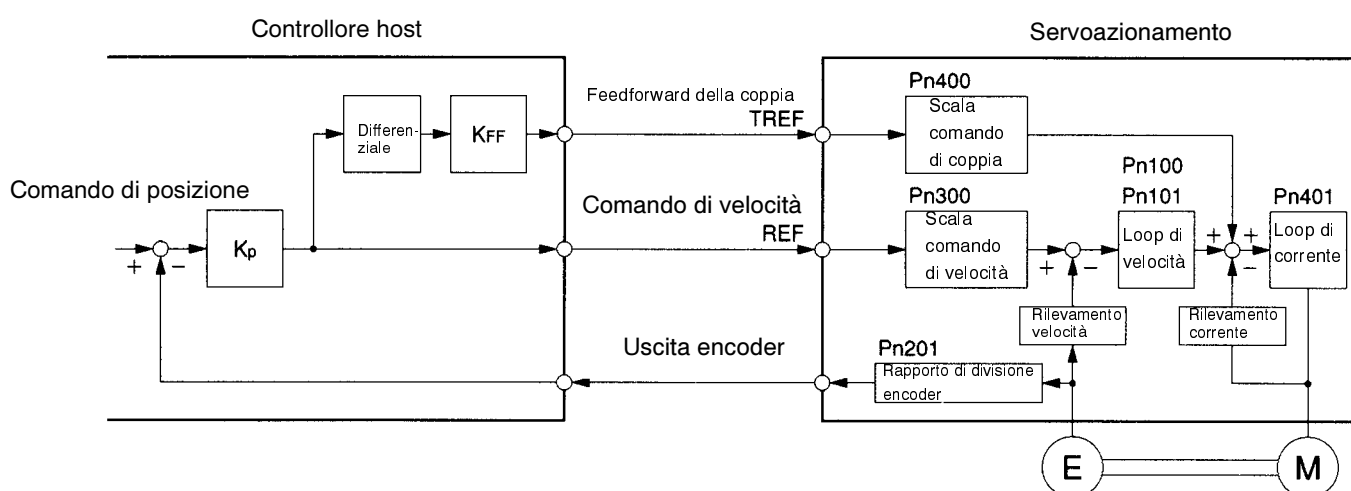 Controllore host
Servoazionamento
Feedforward della coppia
TREF
Pn400
Scala
comando
di coppia
Differen-
ziale
KFF
Comando di posizione
Kp
+
−
Comando di velocità
REF
Pn300
Scala
comando
di velocità
+
−
Pn100
Pn101
Loop di
velocità
+
+
−
Pn401
Loop di
corrente
Rilevamento
velocità
Rilevamento
corrente
Uscita encoder
Pn201
Rapporto di divisione
encoder
E
M